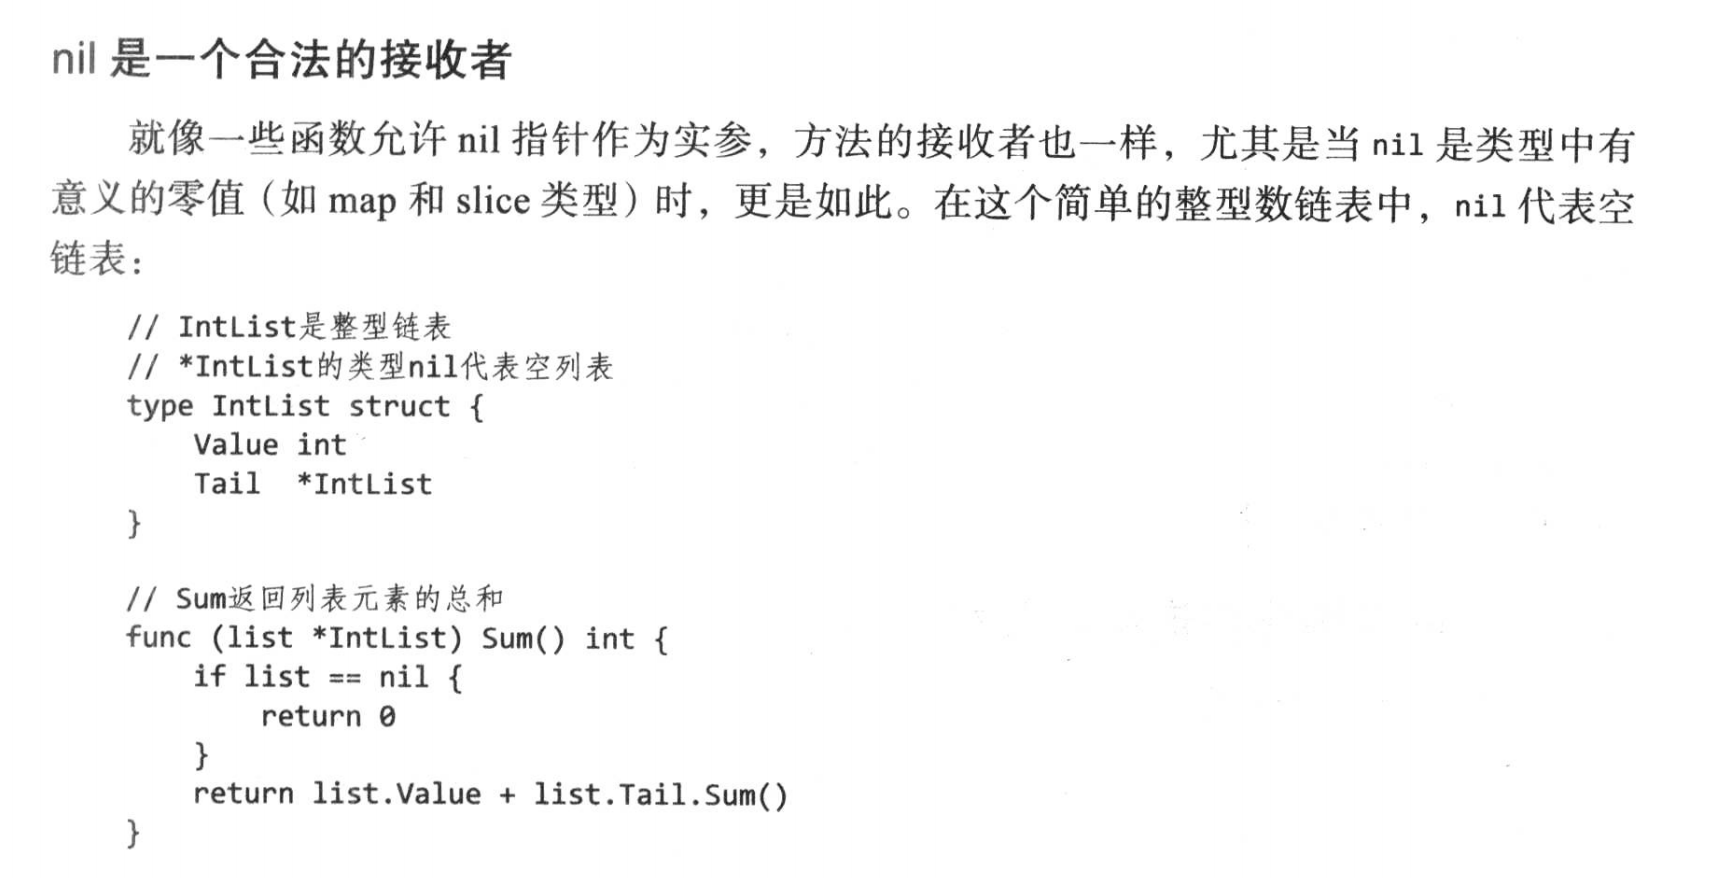 nil 是一个合法的接收者
就像一些函数允许 nil 指针作为实参，方法的接收者也一样，尤其是当 nil 是类型中有
意义的零值（如 map 和 slice 类型）时，更是如此。在这个简单的整型数链表中，nil 代表空
链表：
// IntList是整型链表
// *IntList的类型nil代表空列表
type IntList struct {
    Value int
    Tail  *IntList
}
// Sum返回列表元素的总和
func (list *IntList) Sum() int {
    if list == nil {
        return 0
    }
    return list.Value + list.Tail.Sum()
}